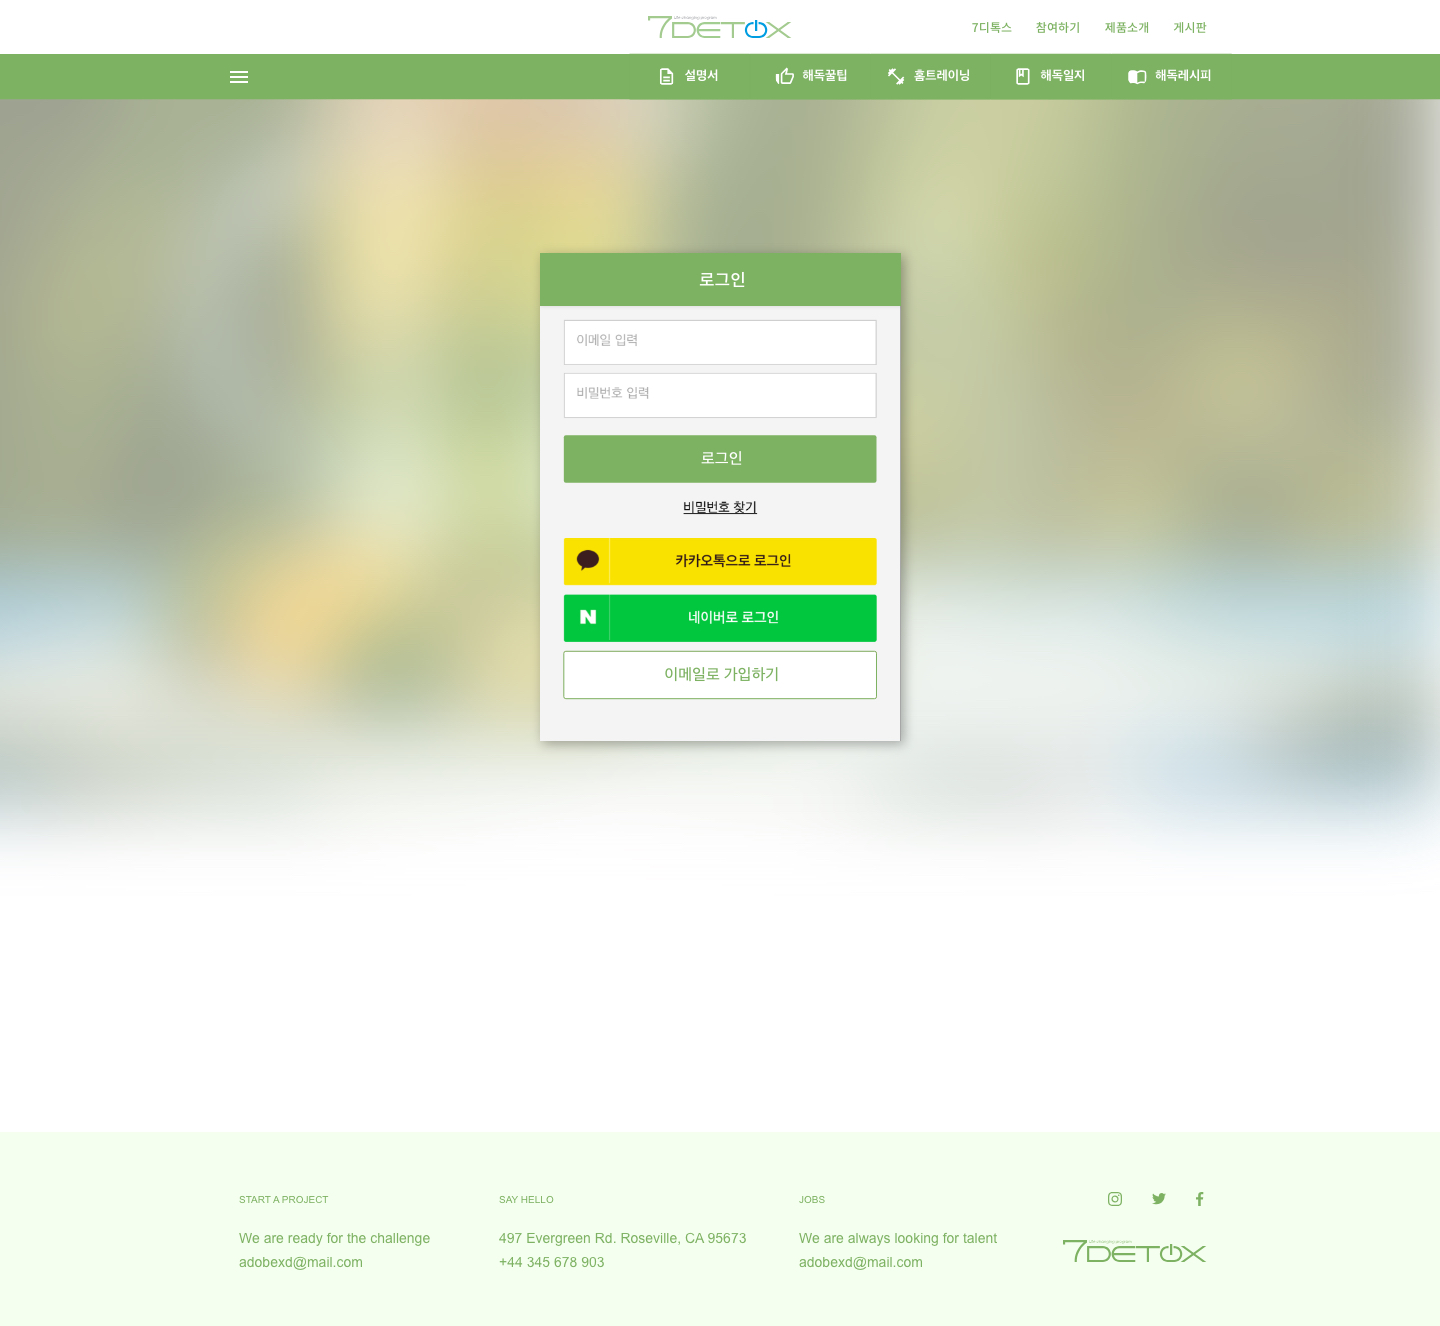 7DETOX
7디톡스 참여하기 제품소개 게시판
설명서 해독꿀팁 홈트레이닝 해독일지 해독레시피
로그인
이메일 입력
비밀번호 입력
로그인
비밀번호 찾기
카카오톡으로 로그인
N 네이버로 로그인
이메일로 가입하기
START A PROJECT
We are ready for the challenge
adobexd@mail.com
SAY HELLO
497 Evergreen Rd. Roseville, CA 95673
+44 345 678 903
JOBS
We are always looking for talent
adobexd@mail.com
7DETOX